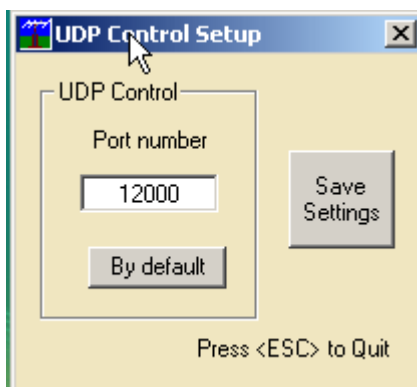 UDP Control Setup
UDP Control
Port number
12000
By default
Save
Settings
Press <ESC> to Quit